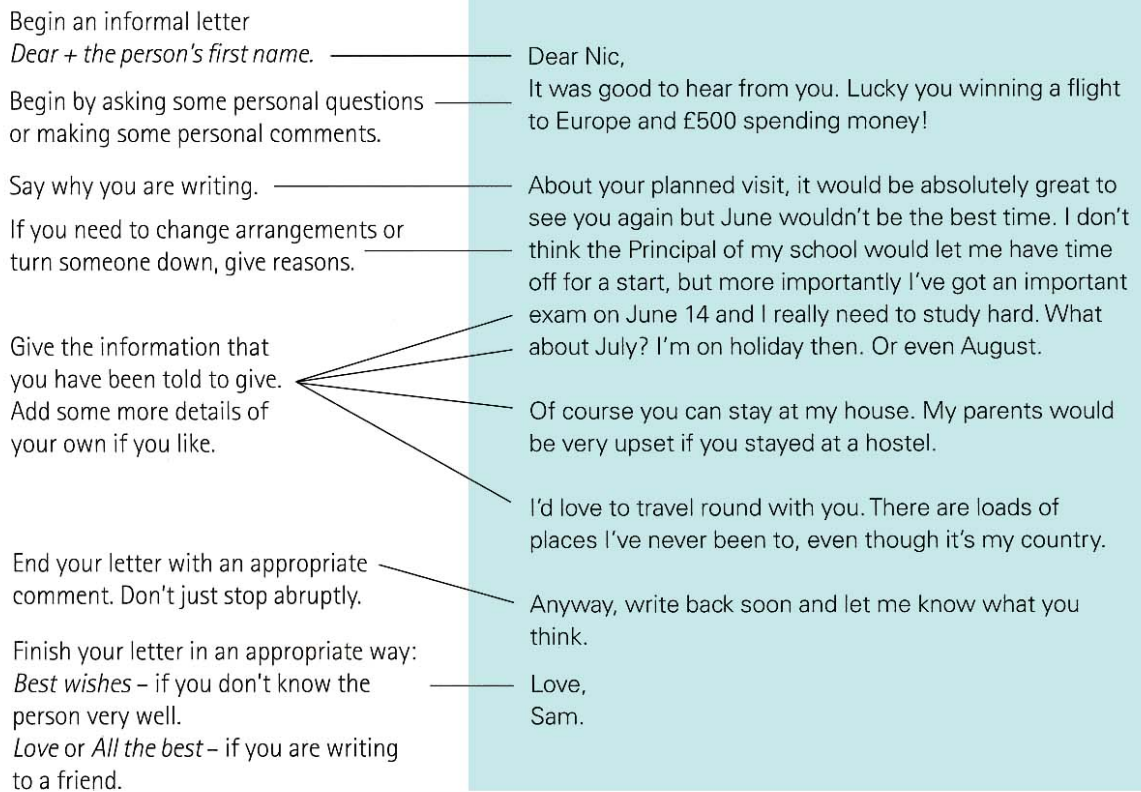 Begin an informal letter
Dear + the person's first name.
Begin by asking some personal questions
or making some personal comments.
Say why you are writing.
If you need to change arrangements or
turn someone down, give reasons.
Give the information that
you have been told to give.
Add some more details of
your own if you like.
End your letter with an appropriate
comment. Don't just stop abruptly.
Finish your letter in an appropriate way:
Best wishes – if you don't know the
person very well.
Love or All the best – if you are writing
to a friend.
Dear Nic,
It was good to hear from you. Lucky you winning a flight
to Europe and £500 spending money!
About your planned visit, it would be absolutely great to
see you again but June wouldn't be the best time. I don't
think the Principal of my school would let me have time
off for a start, but more importantly I've got an important
exam on June 14 and I really need to study hard. What
about July? I'm on holiday then. Or even August.
Of course you can stay at my house. My parents would
be very upset if you stayed at a hostel.
I'd love to travel round with you. There are loads of
places I've never been to, even though it's my country.
Anyway, write back soon and let me know what you
think.
Love,
Sam.